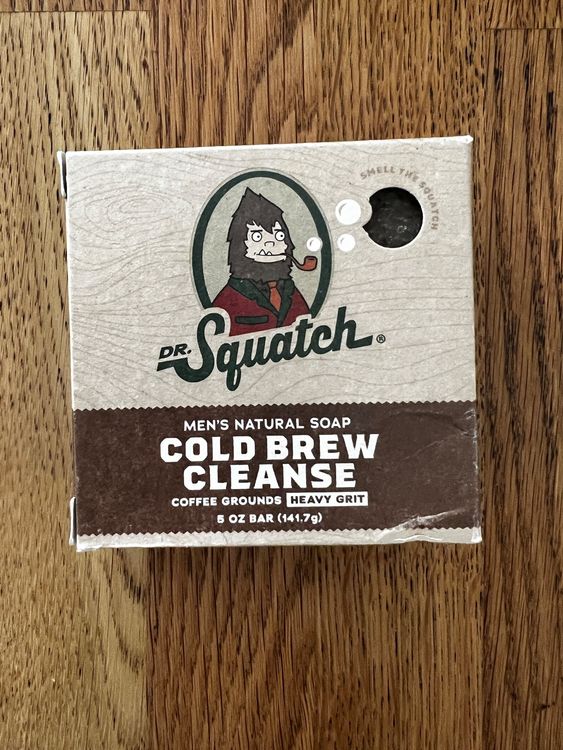 SMELL THE SQUATCH
DR. Squatch®
MEN'S NATURAL SOAP
COLD BREW
CLEANSE
COFFEE GROUNDS HEAVY GRIT
5 OZ BAR (141.7g)